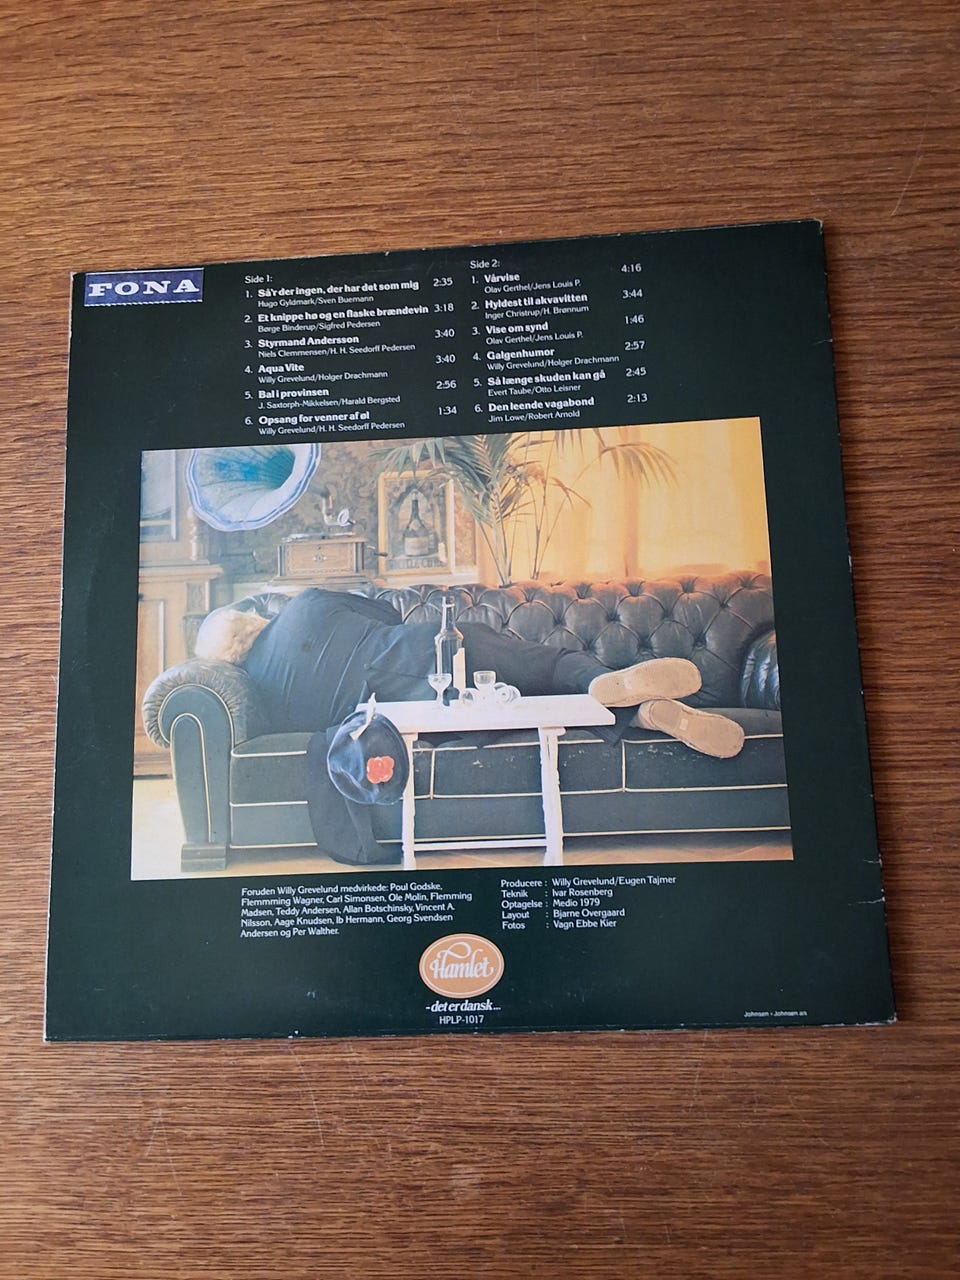 FONA
Side 1:
1. Så'r der ingen, der har det som mig 2:35
Hugo Gyldmark/Sven Buemann
2. Et knippe hø og en flaske brændevin 3:18
Børge Binderup/Sigfred Pedersen
3. Styrmand Andersson 3:40
Niels Clemmensen/H. H. Seedorff Pedersen
4. Aqua Vite 3:40
Willy Grevelund/Holger Drachmann
5. Bal i provinsen 2:56
J. Saxtorph-Mikkelsen/Harald Bergsted
6. Opsang for venner af øl 1:34
Willy Grevelund/H. H. Seedorff Pedersen
Side 2:
1. Vårvise 4:16
Olav Gerthel/Jens Louis P.
2. Hyldest til akvavitten 3:44
Inger Christrup/H. Brønnum
3. Vise om synd 1:46
Olav Gerthel/Jens Louis P.
4. Galgenhumor 2:57
Willy Grevelund/Holger Drachmann
5. Så længe skuden kan gå 2:45
Evert Taube/Otto Leisner
6. Den leende vagabond 2:13
Jim Lowe/Robert Arnold
Foruden Willy Grevelund medvirkede: Poul Godske,
Flemmming Wagner, Carl Simonsen, Ole Molin, Flemming
Madsen, Teddy Andersen, Allan Botschinsky, Vincent A.
Nilsson, Aage Knudsen, Ib Hermann, Georg Svendsen
Andersen og Per Walther.
Producere : Willy Grevelund/Eugen Tajmer
Teknik : Ivar Rosenberg
Optagelse : Medio 1979
Layout : Bjarne Overgaard
Fotos : Vagn Ebbe Kier
Hamlet
-det er dansk...
HPLP-1017
Johnsen + Johnsen a/s